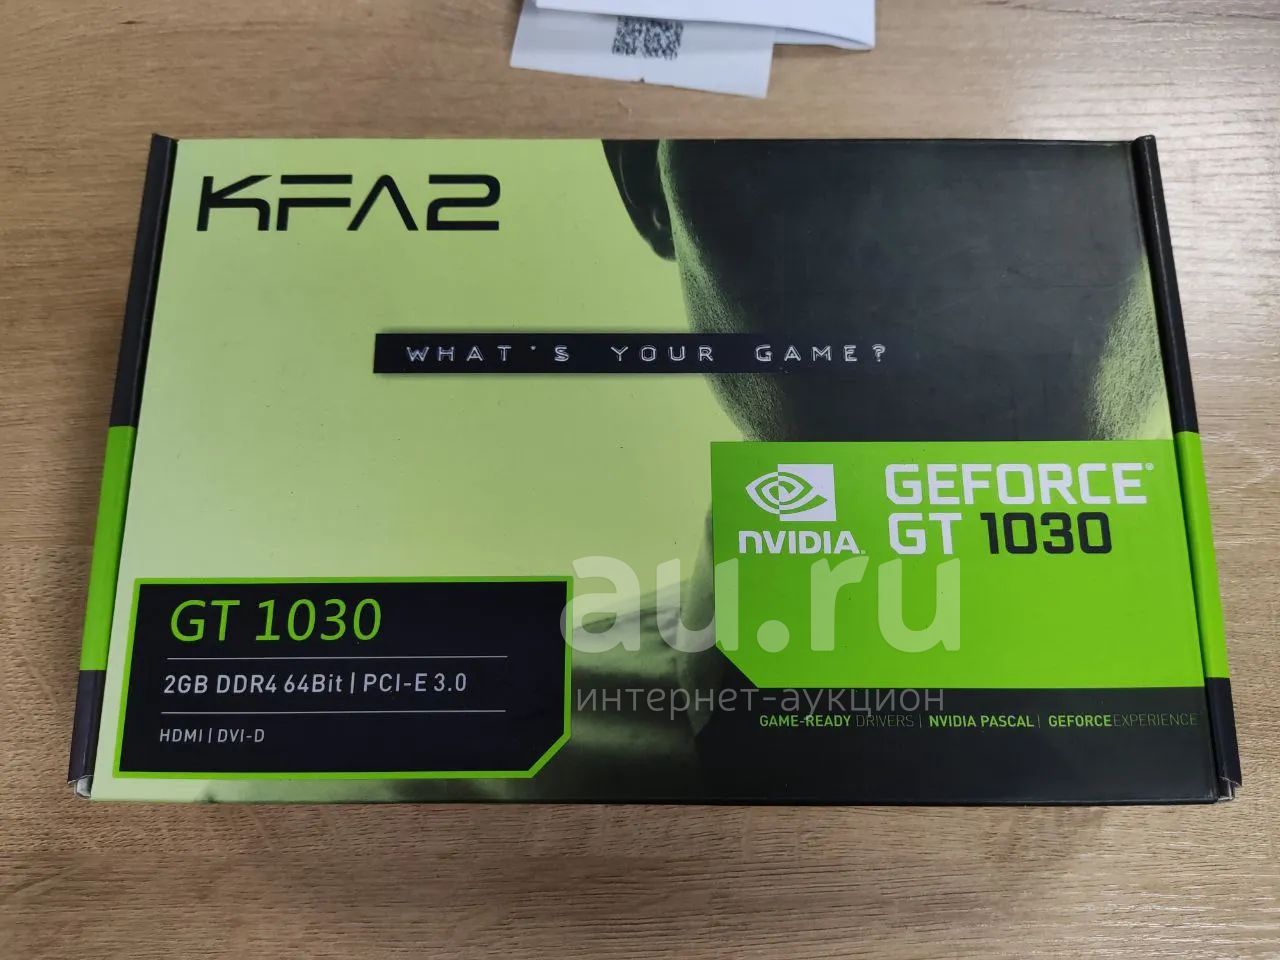 KFA2
WHAT'S YOUR GAME?
NVIDIA.
GEFORCE®
GT 1030
GT 1030
2GB DDR4 64Bit | PCI-E 3.0
HDMI | DVI-D
au.ru
интернет-аукцион
GAME-READY DRIVERS | NVIDIA PASCAL | GEFORCE EXPERIENCE